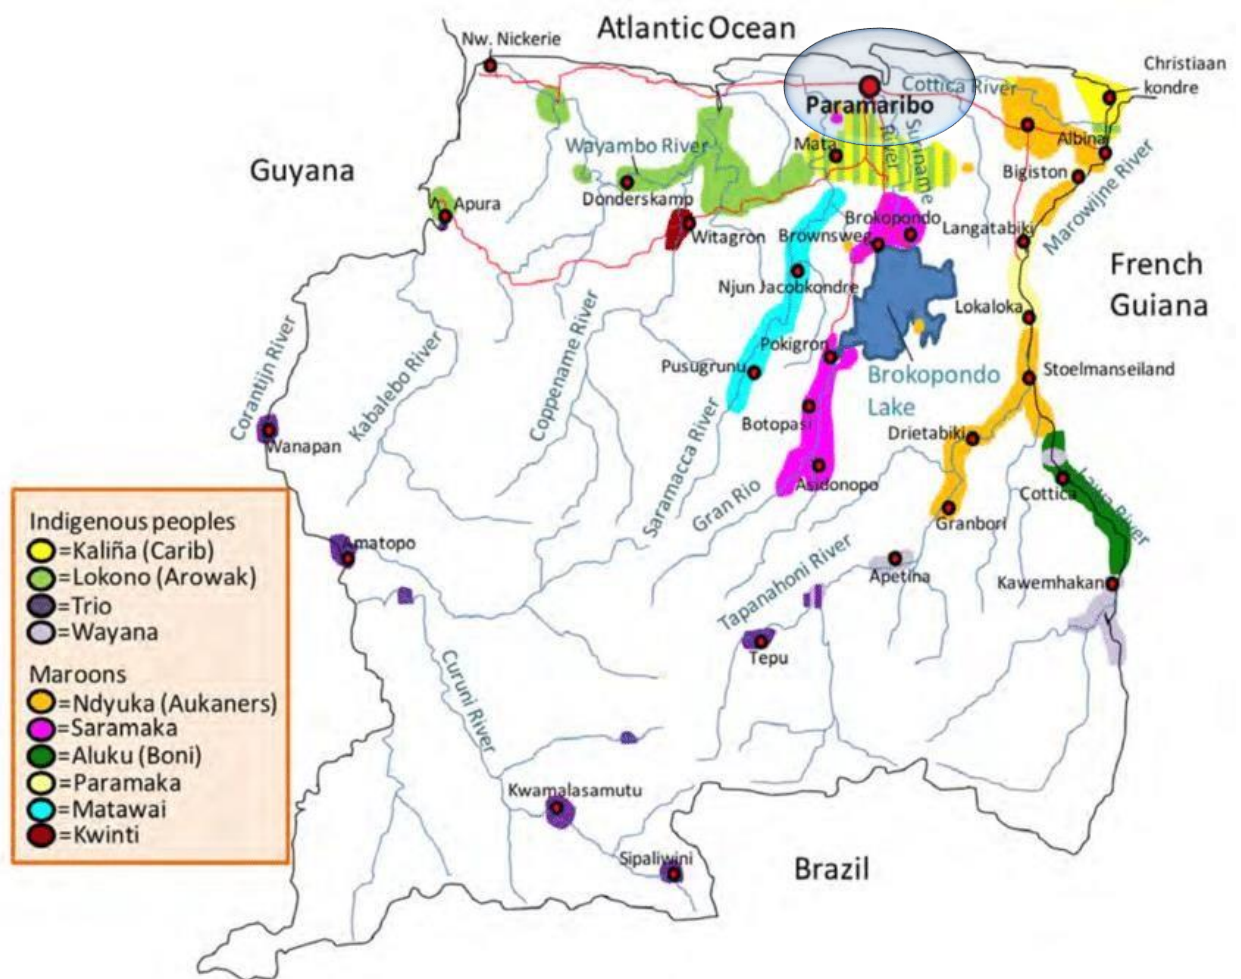 Atlantic Ocean
Nw. Nickerie
Christiaan
kondre
Cottica River
Paramaribo
Suriname
River
Mata
Albina
Wayambo River
Guyana
Bigiston
Marowijne River
Donderskamp
Apura
Brokopondo
Langatabiki
Witagron
Brownsweg
French
Guiana
Njun Jacobkondre
Lokaloka
Corantijn River
Kabalebo River
Coppename River
Pokigron
Pusugrunu
Brokopondo
Lake
Stoelmanseiland
Botopasi
Drietabiki
Wanapan
Saramacca River
Gran Rio
Asidonopo
Cottica
Lawa River
Granbori
Amatopo
Tapanahoni River
Apetina
Kawemhakan
Tepu
Curuni River
Kwamalasamutu
Sipaliwini
Brazil
Indigenous peoples
=Kaliña (Carib)
=Lokono (Arowak)
=Trio
=Wayana
Maroons
=Ndyuka (Aukaners)
=Saramaka
=Aluku (Boni)
=Paramaka
=Matawai
=Kwinti